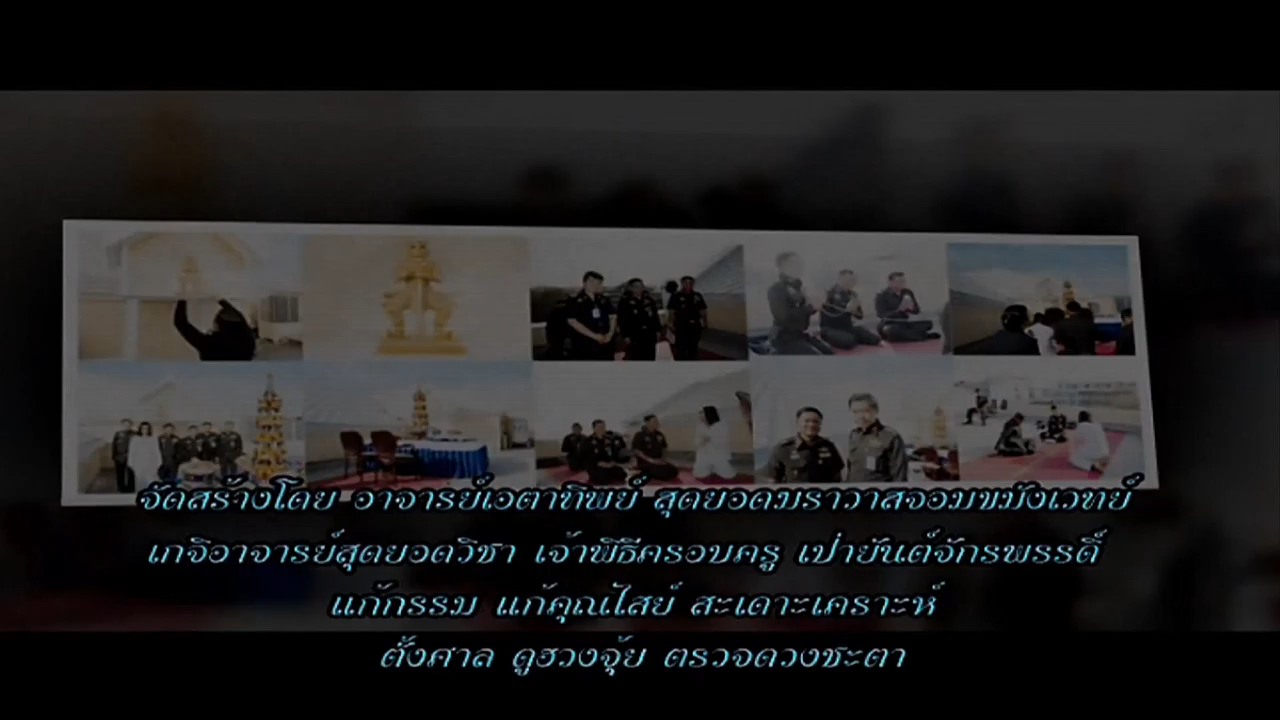 จัดสร้างโดย อาจารย์เอตาทิพย์ สุดยอดฆราวาสจอมขมังเวทย์
เกจิอาจารย์สุดยอดวิชา เจ้าพิธีครอบครู เป่ายันต์จักรพรรดิ์
แก้กรรม แก้คุณไสย์ สะเดาะเคราะห์
ตั้งศาล ดูฮวงจุ้ย ตรวจดวงชะตา